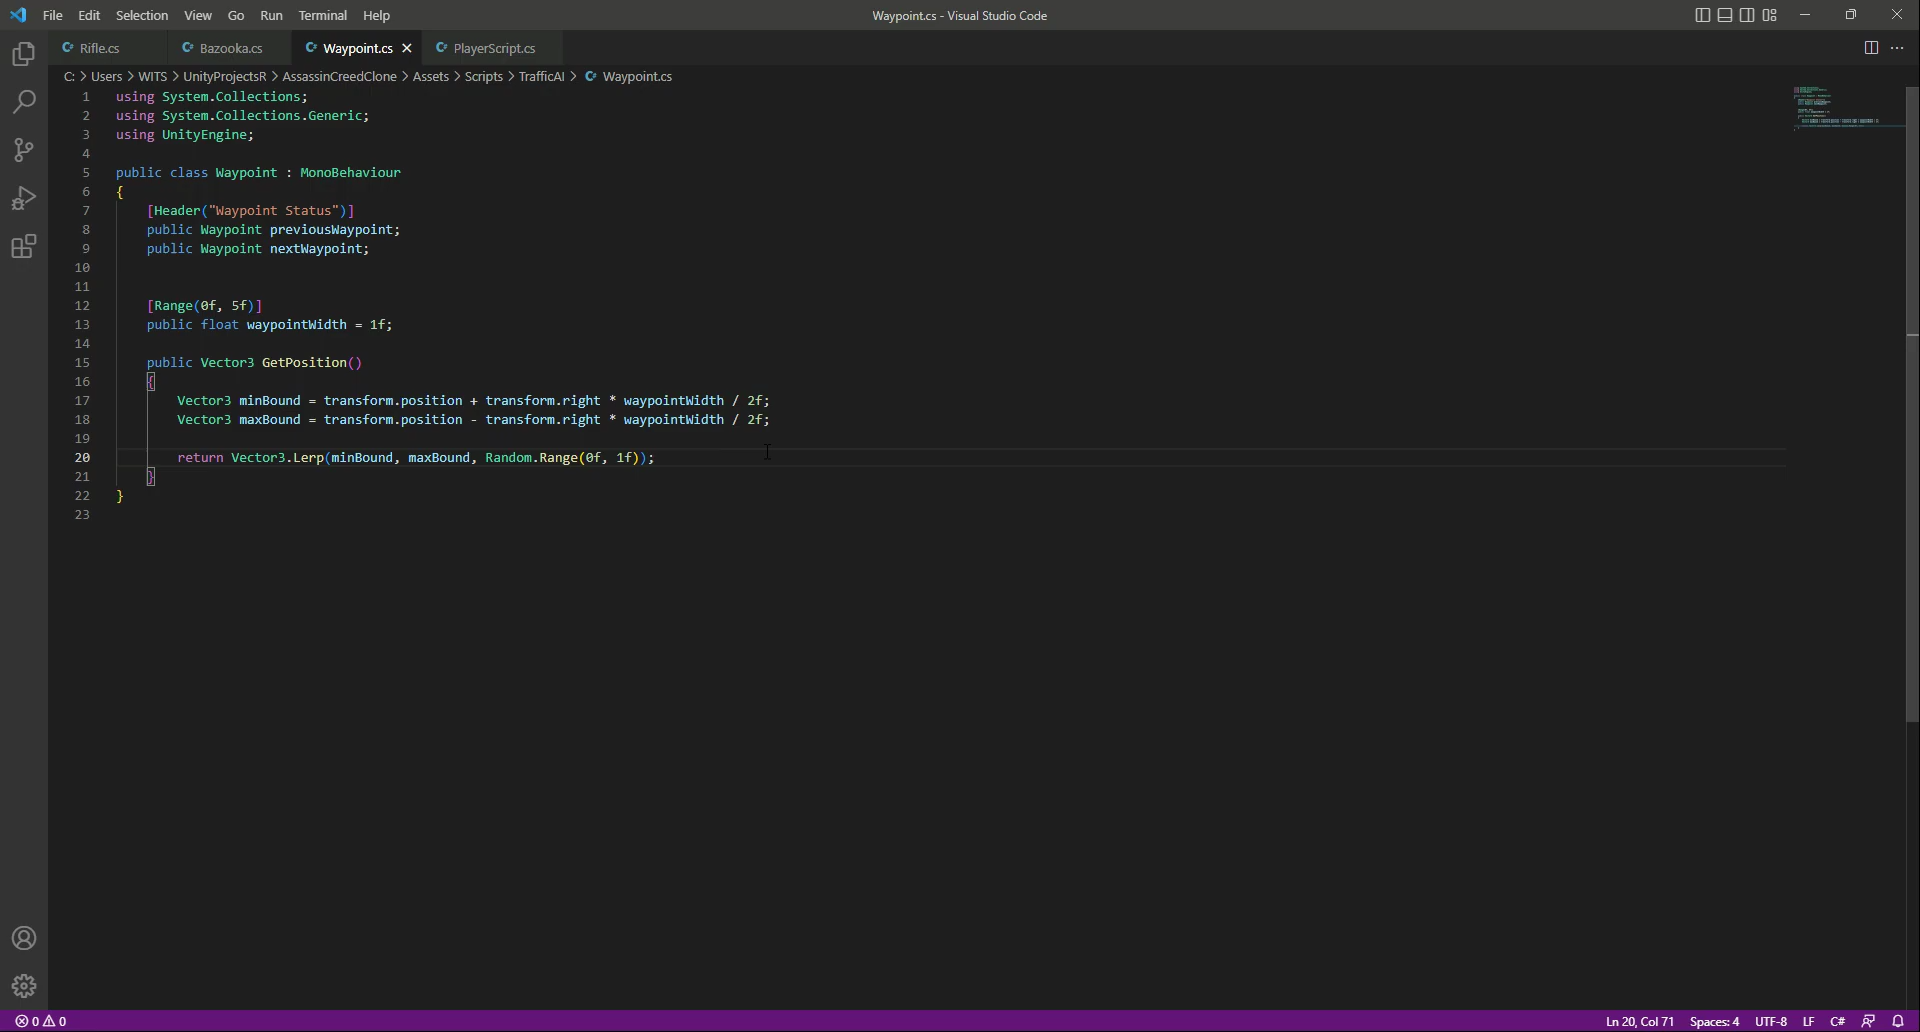 File Edit Selection View Go Run Terminal Help
Waypoint.cs - Visual Studio Code
Rifle.cs Bazooka.cs Waypoint.cs PlayerScript.cs
C: > Users > WITS > UnityProjectsR > AssassinCreedClone > Assets > Scripts > TrafficAI > Waypoint.cs
1 using System.Collections;
2 using System.Collections.Generic;
3 using UnityEngine;
4
5 public class Waypoint : MonoBehaviour
6 {
7 [Header("Waypoint Status")]
8 public Waypoint previousWaypoint;
9 public Waypoint nextWaypoint;
10
11
12 [Range(0f, 5f)]
13 public float waypointWidth = 1f;
14
15 public Vector3 GetPosition()
16 {
17 Vector3 minBound = transform.position + transform.right * waypointWidth / 2f;
18 Vector3 maxBound = transform.position - transform.right * waypointWidth / 2f;
19
20 return Vector3.Lerp(minBound, maxBound, Random.Range(0f, 1f));
21 }
22 }
23
0 0
Ln 20, Col 71 Spaces: 4 UTF-8 LF C#